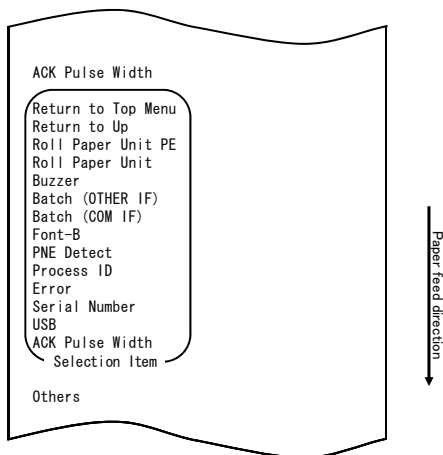 ACK Pulse Width
Return to Top Menu
Return to Up
Roll Paper Unit PE
Roll Paper Unit
Buzzer
Batch (OTHER IF)
Batch (COM IF)
Font-B
PNE Detect
Process ID
Error
Serial Number
USB
ACK Pulse Width
Selection Item
Others
Paper feed direction